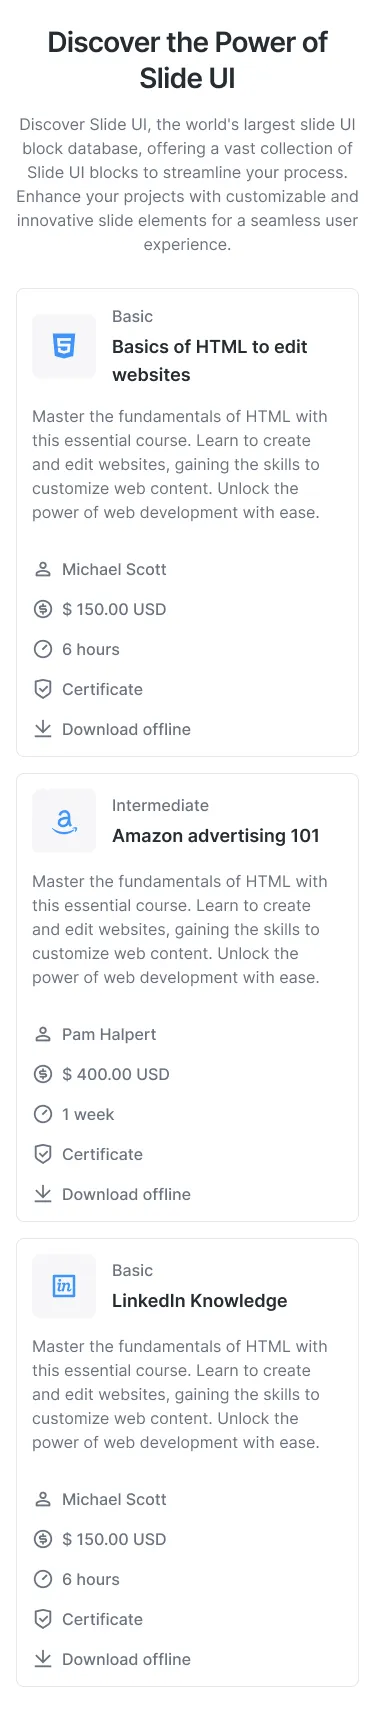 Discover the Power of
Slide UI
Discover Slide UI, the world's largest slide UI
block database, offering a vast collection of
Slide UI blocks to streamline your process.
Enhance your projects with customizable and
innovative slide elements for a seamless user
experience.
Basic
Basics of HTML to edit
websites
Master the fundamentals of HTML with
this essential course. Learn to create
and edit websites, gaining the skills to
customize web content. Unlock the
power of web development with ease.
Michael Scott
$ 150.00 USD
6 hours
Certificate
Download offline
Intermediate
Amazon advertising 101
Master the fundamentals of HTML with
this essential course. Learn to create
and edit websites, gaining the skills to
customize web content. Unlock the
power of web development with ease.
Pam Halpert
$ 400.00 USD
1 week
Certificate
Download offline
in
Basic
LinkedIn Knowledge
Master the fundamentals of HTML with
this essential course. Learn to create
and edit websites, gaining the skills to
customize web content. Unlock the
power of web development with ease.
Michael Scott
$ 150.00 USD
6 hours
Certificate
Download offline